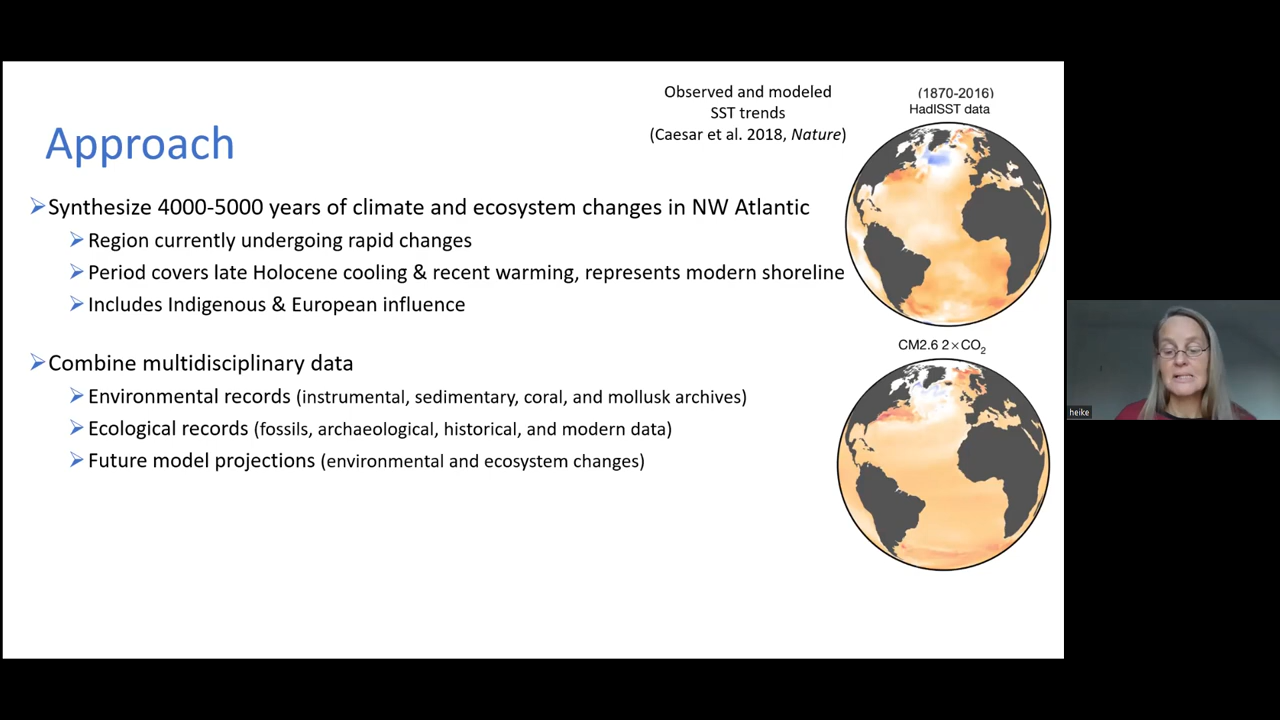 Observed and modeled
SST trends
(Caesar et al. 2018, Nature)
(1870-2016)
HadISST data
Approach
Synthesize 4000-5000 years of climate and ecosystem changes in NW Atlantic
Region currently undergoing rapid changes
Period covers late Holocene cooling & recent warming, represents modern shoreline
Includes Indigenous & European influence
CM2.6 2×CO₂
Combine multidisciplinary data
Environmental records (instrumental, sedimentary, coral, and mollusk archives)
Ecological records (fossils, archaeological, historical, and modern data)
Future model projections (environmental and ecosystem changes)
heike